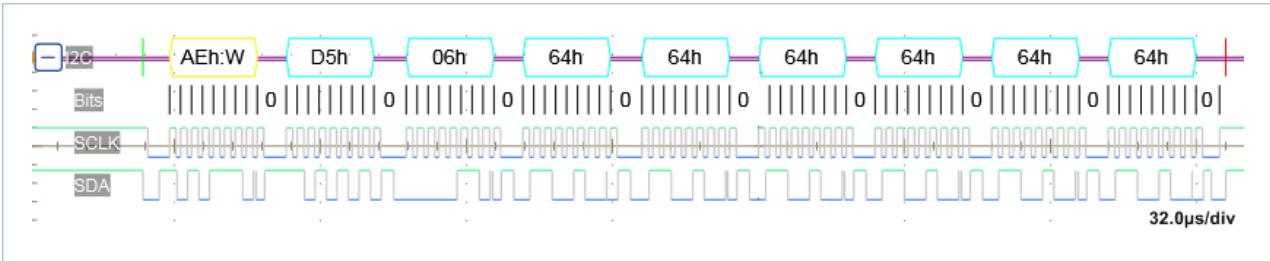 I2C AEh:W D5h 06h 64h 64h 64h 64h 64h 64h
Bits 0 0 0 0 0 0 0 0 0
SCLK
SDA
32.0µs/div